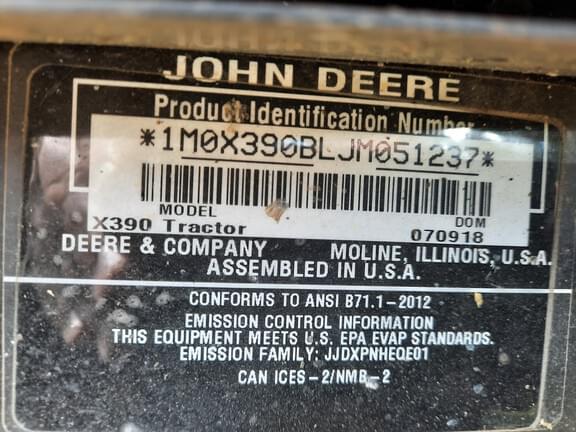 JOHN DEERE
Product Identification Number
*1M0X390BLJM051237*
MODEL DOM
X390 Tractor 070918
DEERE & COMPANY MOLINE, ILLINOIS, U.S.A.
ASSEMBLED IN U.S.A.
CONFORMS TO ANSI B71.1-2012
EMISSION CONTROL INFORMATION
THIS EQUIPMENT MEETS U.S. EPA EVAP STANDARDS.
EMISSION FAMILY: JJDXPNHEQE01
CAN ICES-2/NMB-2